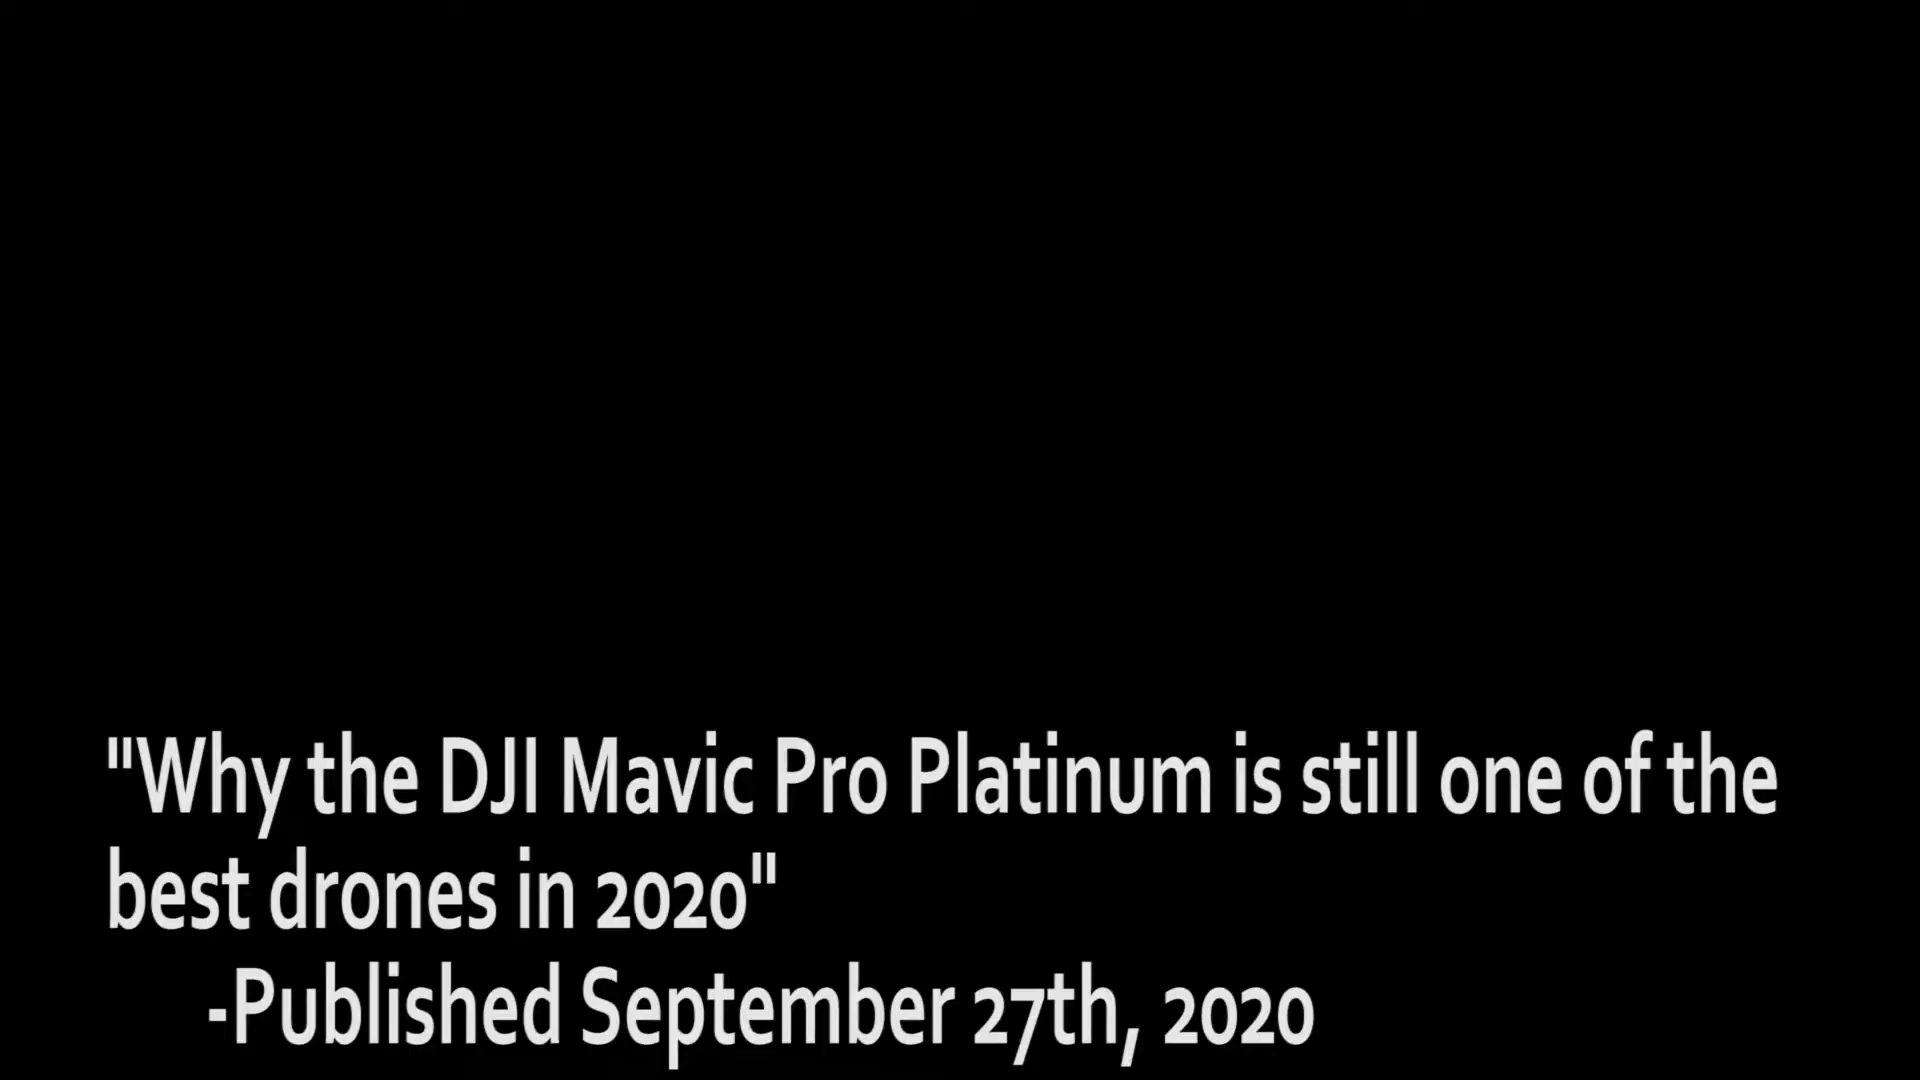 "Why the DJI Mavic Pro Platinum is still one of the
best drones in 2020"
-Published September 27th, 2020